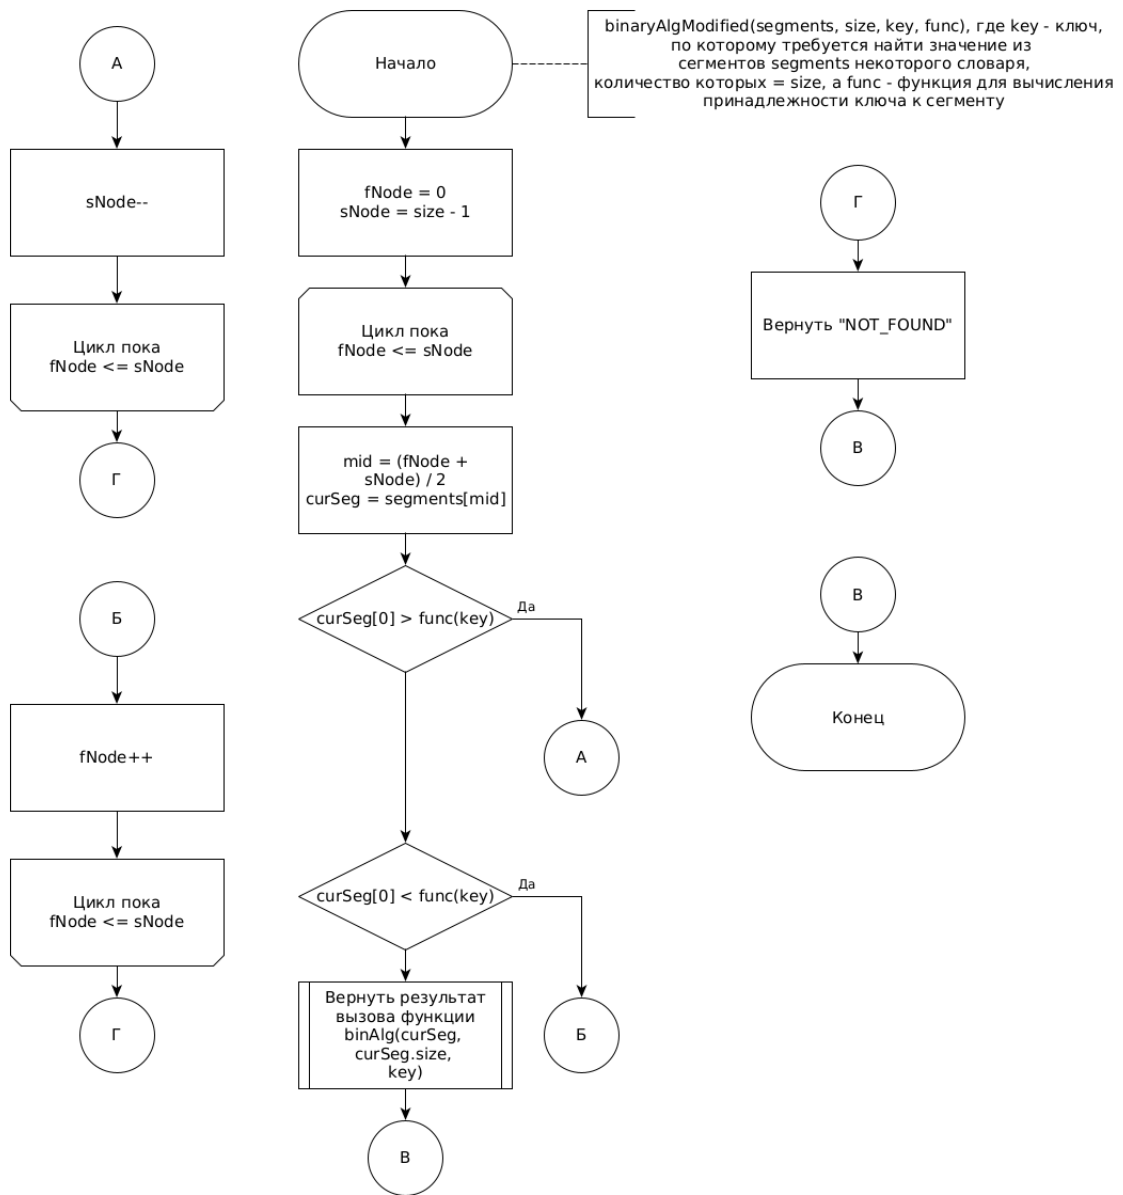 А
sNode--
Цикл пока
fNode <= sNode
Г
Б
fNode++
Цикл пока
fNode <= sNode
Г
Начало
binaryAlgModified(segments, size, key, func), где key - ключ,
по которому требуется найти значение из
сегментов segments некоторого словаря,
количество которых = size, а func - функция для вычисления
принадлежности ключа к сегменту
fNode = 0
sNode = size - 1
Цикл пока
fNode <= sNode
mid = (fNode +
sNode) / 2
curSeg = segments[mid]
curSeg[0] > func(key)
Да
А
curSeg[0] < func(key)
Да
Б
Вернуть результат
вызова функции
binAlg(curSeg,
curSeg.size,
key)
В
Г
Вернуть "NOT_FOUND"
В
В
Конец